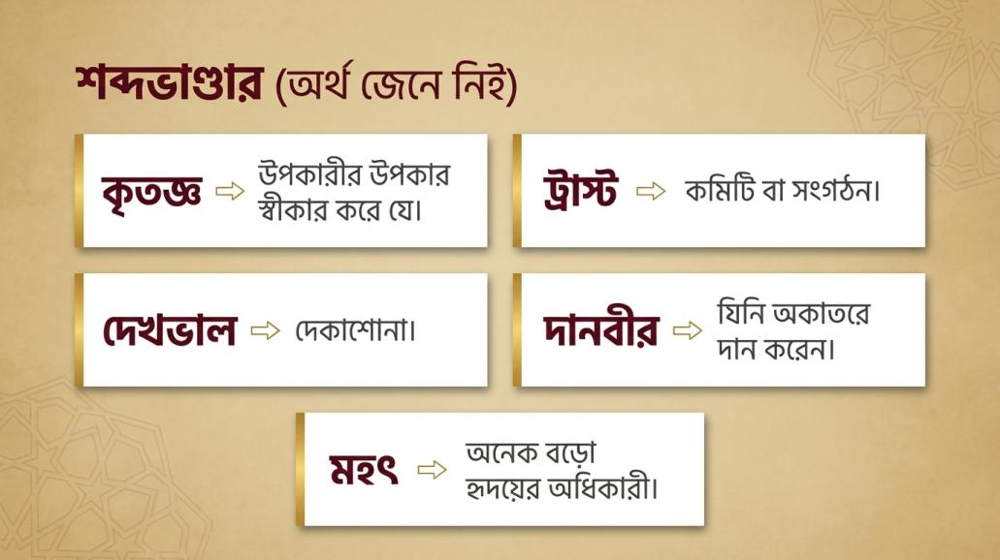 শব্দভাণ্ডার (অর্থ জেনে নিই)
কৃতজ্ঞ ⇨ উপকারীর উপকার
স্বীকার করে যে।
ট্রাস্ট ⇨ কমিটি বা সংগঠন।
দেখভাল ⇨ দেকাশোনা।
দানবীর ⇨ যিনি অকাতরে
দান করেন।
মহৎ ⇨ অনেক বড়ো
হৃদয়ের অধিকারী।